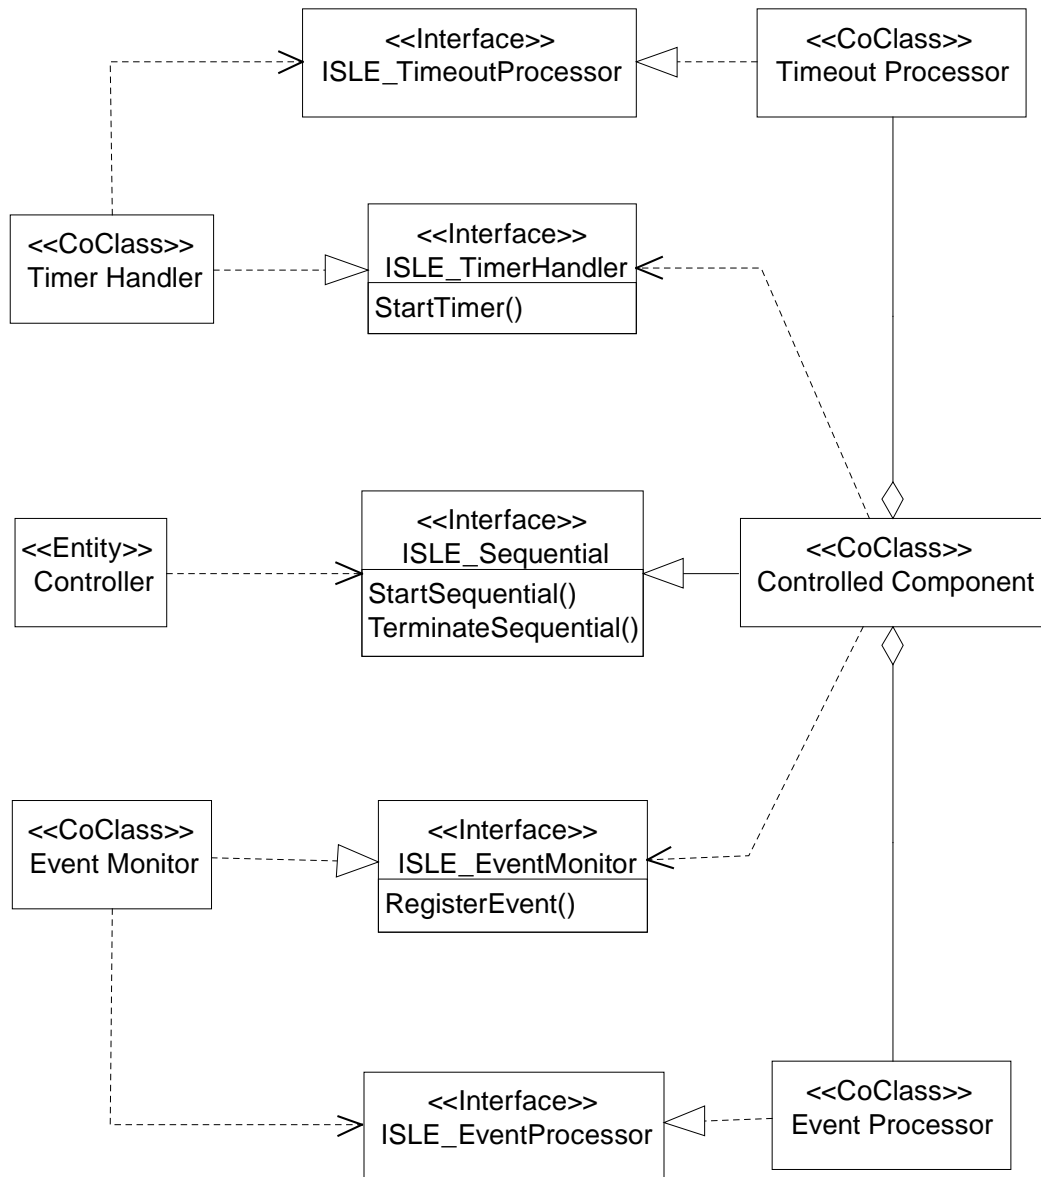 <<Interface>>
ISLE_TimeoutProcessor
<<CoClass>>
Timeout Processor
<<CoClass>>
Timer Handler
<<Interface>>
ISLE_TimerHandler
StartTimer()
<<Entity>>
Controller
<<Interface>>
ISLE_Sequential
StartSequential()
TerminateSequential()
<<CoClass>>
Controlled Component
<<CoClass>>
Event Monitor
<<Interface>>
ISLE_EventMonitor
RegisterEvent()
<<Interface>>
ISLE_EventProcessor
<<CoClass>>
Event Processor